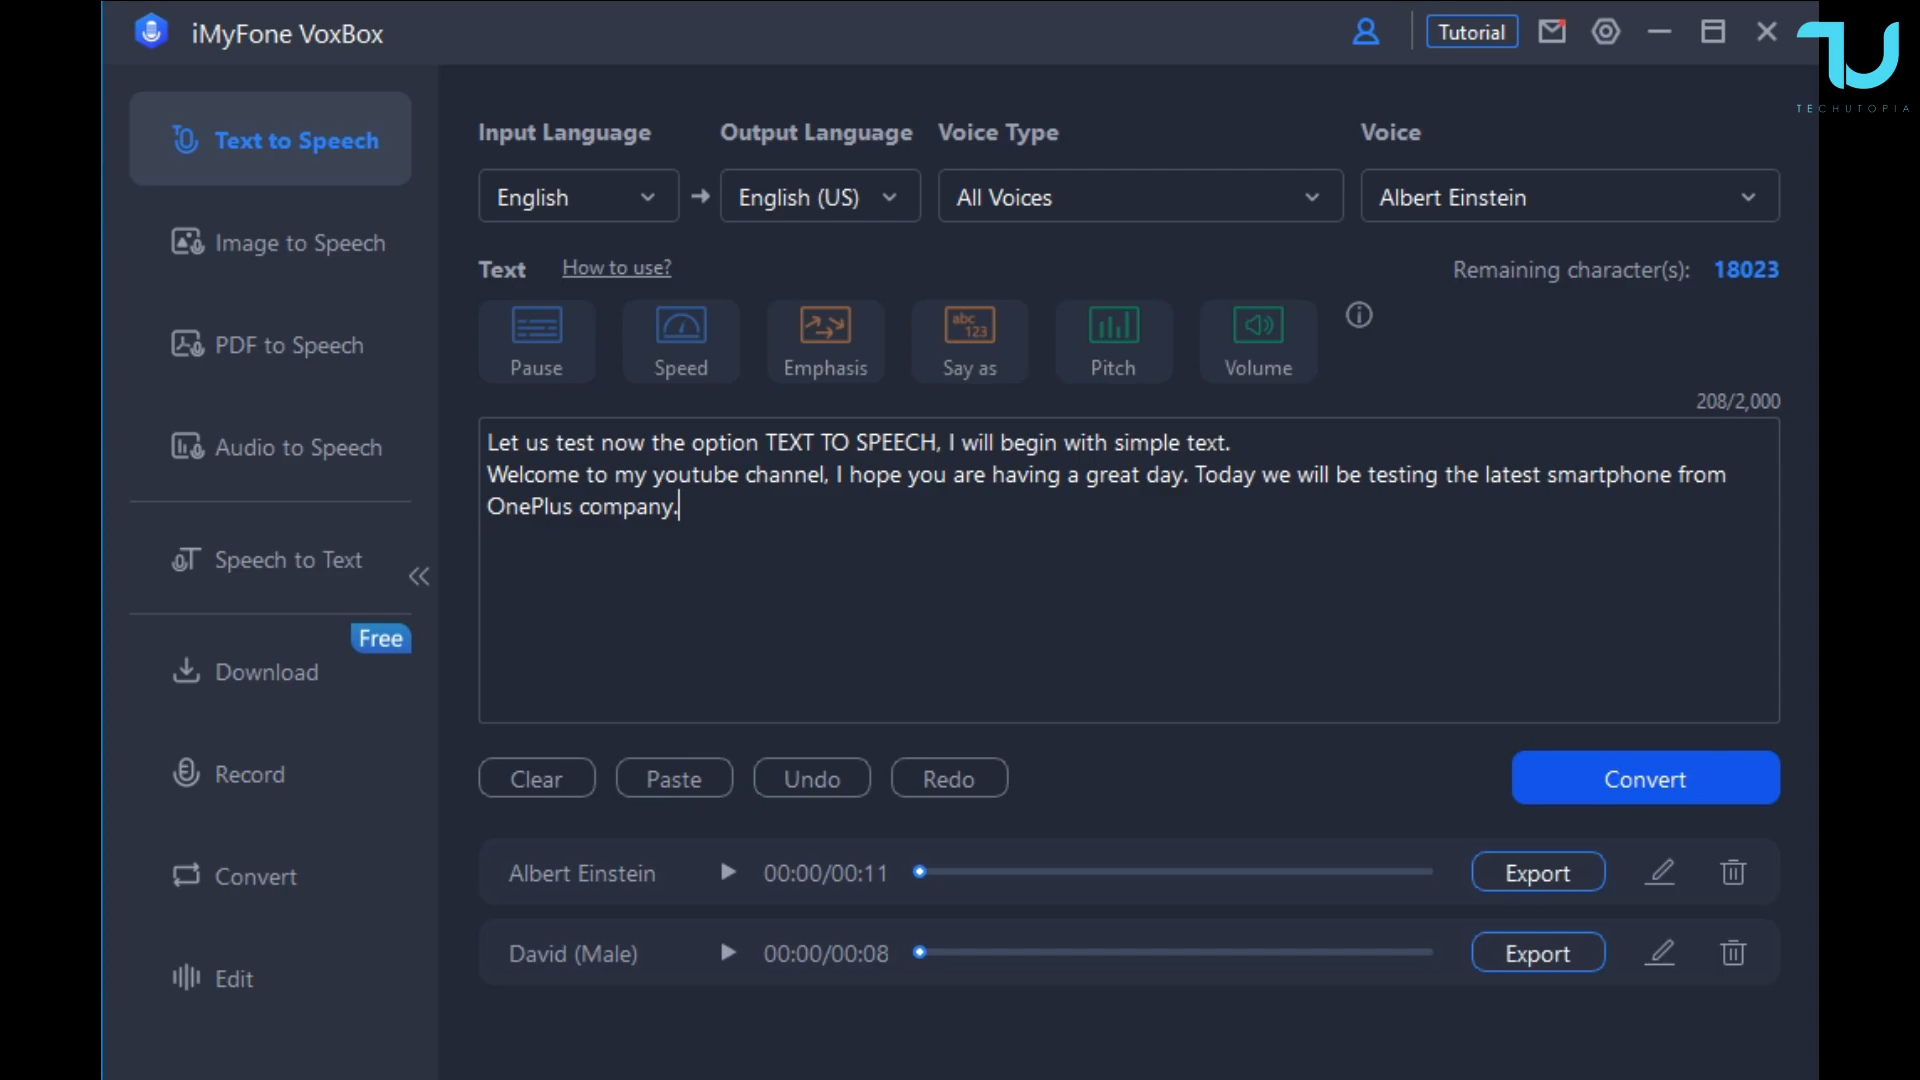 iMyFone VoxBox
Tutorial
TECHUTOPIA
Text to Speech
Image to Speech
PDF to Speech
Audio to Speech
Speech to Text
Free
Download
Record
Convert
Edit
Input Language
Output Language
Voice Type
Voice
English
English (US)
All Voices
Albert Einstein
Text
How to use?
Remaining character(s): 18023
Pause
Speed
Emphasis
abc 123
Say as
Pitch
Volume
208/2,000
Let us test now the option TEXT TO SPEECH, I will begin with simple text.
Welcome to my youtube channel, I hope you are having a great day. Today we will be testing the latest smartphone from
OnePlus company.
Clear
Paste
Undo
Redo
Convert
Albert Einstein 00:00/00:11 Export
David (Male) 00:00/00:08 Export